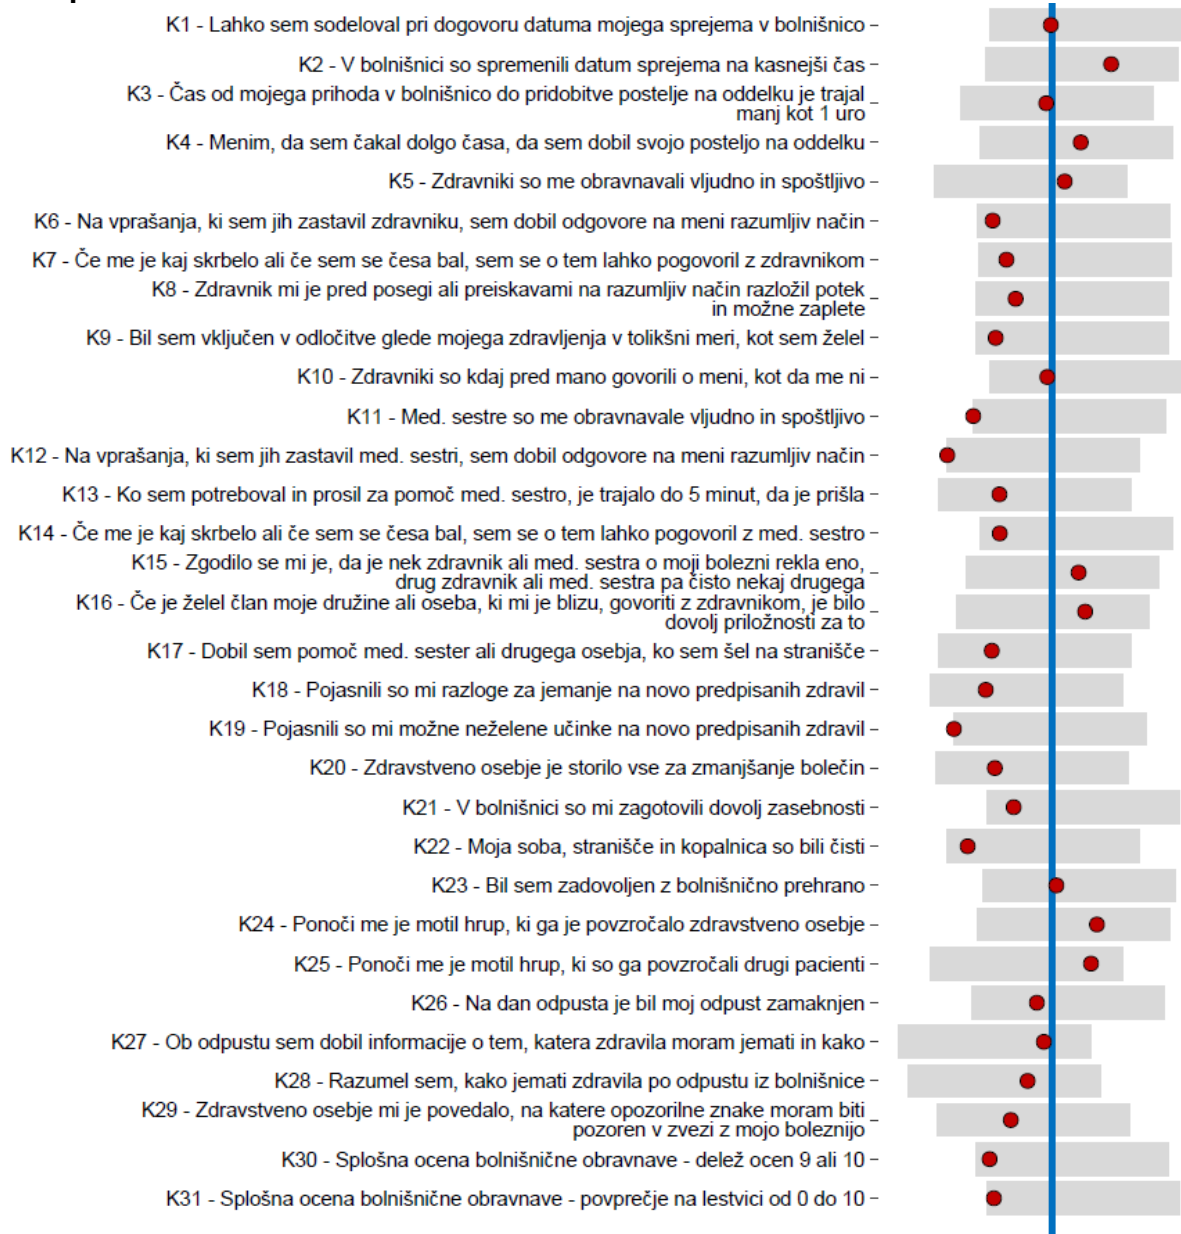 K1 - Lahko sem sodeloval pri dogovoru datuma mojega sprejema v bolnišnico
K2 - V bolnišnici so spremenili datum sprejema na kasnejši čas
K3 - Čas od mojega prihoda v bolnišnico do pridobitve postelje na oddelku je trajal
manj kot 1 uro
K4 - Menim, da sem čakal dolgo časa, da sem dobil svojo posteljo na oddelku
K5 - Zdravniki so me obravnavali vljudno in spoštljivo
K6 - Na vprašanja, ki sem jih zastavil zdravniku, sem dobil odgovore na meni razumljiv način
K7 - Če me je kaj skrbelo ali če sem se česa bal, sem se o tem lahko pogovoril z zdravnikom
K8 - Zdravnik mi je pred posegi ali preiskavami na razumljiv način razložil potek
in možne zaplete
K9 - Bil sem vključen v odločitve glede mojega zdravljenja v tolikšni meri, kot sem želel
K10 - Zdravniki so kdaj pred mano govorili o meni, kot da me ni
K11 - Med. sestre so me obravnavale vljudno in spoštljivo
K12 - Na vprašanja, ki sem jih zastavil med. sestri, sem dobil odgovore na meni razumljiv način
K13 - Ko sem potreboval in prosil za pomoč med. sestro, je trajalo do 5 minut, da je prišla
K14 - Če me je kaj skrbelo ali če sem se česa bal, sem se o tem lahko pogovoril z med. sestro
K15 - Zgodilo se mi je, da je nek zdravnik ali med. sestra o moji bolezni rekla eno,
drug zdravnik ali med. sestra pa čisto nekaj drugega
K16 - Če je želel član moje družine ali oseba, ki mi je blizu, govoriti z zdravnikom, je bilo
dovolj priložnosti za to
K17 - Dobil sem pomoč med. sester ali drugega osebja, ko sem šel na stranišče
K18 - Pojasnili so mi razloge za jemanje na novo predpisanih zdravil
K19 - Pojasnili so mi možne neželene učinke na novo predpisanih zdravil
K20 - Zdravstveno osebje je storilo vse za zmanjšanje bolečin
K21 - V bolnišnici so mi zagotovili dovolj zasebnosti
K22 - Moja soba, stranišče in kopalnica so bili čisti
K23 - Bil sem zadovoljen z bolnišnično prehrano
K24 - Ponoči me je motil hrup, ki ga je povzročalo zdravstveno osebje
K25 - Ponoči me je motil hrup, ki so ga povzročali drugi pacienti
K26 - Na dan odpusta je bil moj odpust zamaknjen
K27 - Ob odpustu sem dobil informacije o tem, katera zdravila moram jemati in kako
K28 - Razumel sem, kako jemati zdravila po odpustu iz bolnišnice
K29 - Zdravstveno osebje mi je povedalo, na katere opozorilne znake moram biti
pozoren v zvezi z mojo boleznijo
K30 - Splošna ocena bolnišnične obravnave - delež ocen 9 ali 10
K31 - Splošna ocena bolnišnične obravnave - povprečje na lestvici od 0 do 10